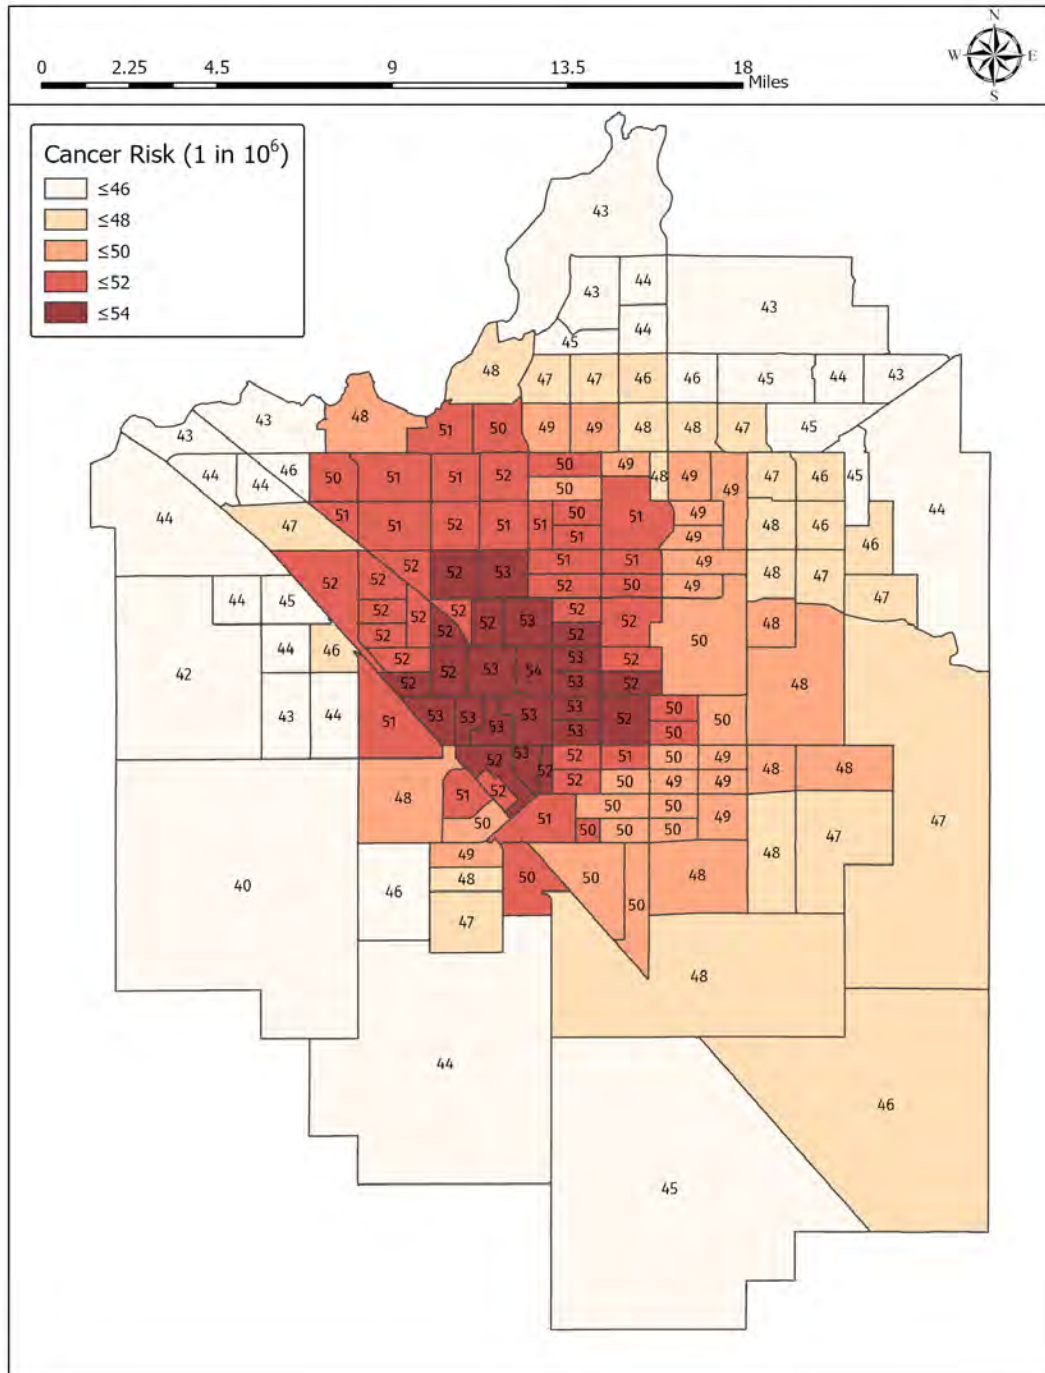 N
W E
S
0 2.25 4.5 9 13.5 18
Miles
Cancer Risk (1 in 10⁶)
≤46
≤48
≤50
≤52
≤54
43
43 44
43
45 44
48 47 47 46 46 45 44 43
43 48 51 50 49 49 48 48 47 45
43
44 44 46 50 51 51 52 50 49 48 49 49 47 46 45
50
44 47 51 51 52 51 51 50 51 49 48 46 46 44
51 49
52 52 52 52 53 51 51 49 48 47
52 50 49 47
44 45 52 52 52 52 52 53 52 52 50 48
52 52 52
42 44 46 52 52 53 54 53 52 48
52 53 52
43 44 51 53 53 53 53 53 52 50 50
53 50
52 53 52 52 51 50 49 48 48
48 51 52 52 50 49 49 47
50 51 50 50 50 50 50 49 48 47
40 46 49 50 50 50 48
48
47
48
44 46
45